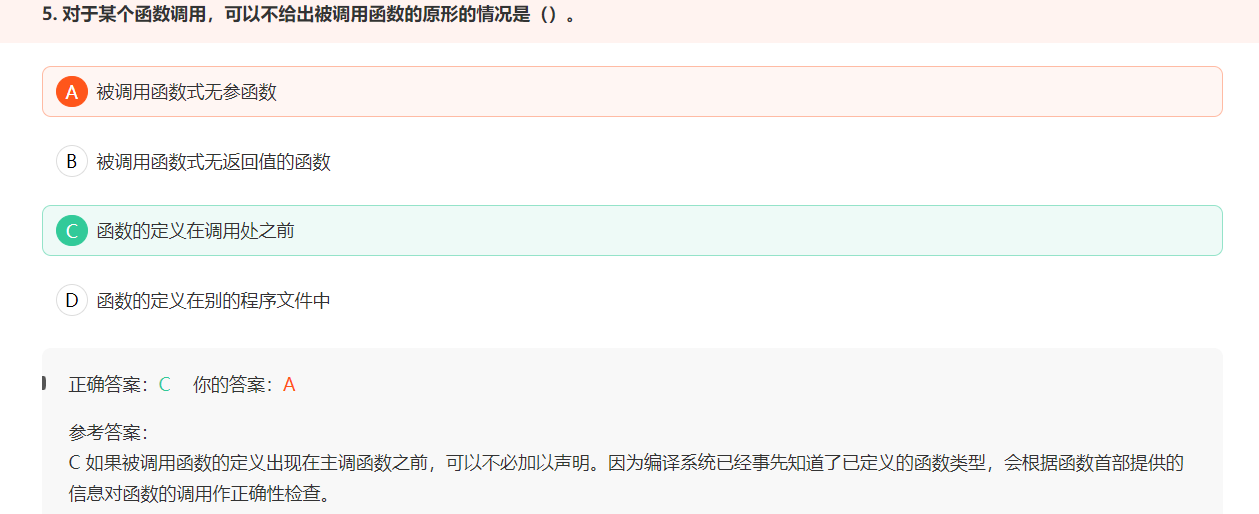 5. 对于某个函数调用，可以不给出被调用函数的原形的情况是（）。
A 被调用函数式无参函数
B 被调用函数式无返回值的函数
C 函数的定义在调用处之前
D 函数的定义在别的程序文件中
正确答案：C 你的答案：A
参考答案：
C 如果被调用函数的定义出现在主调函数之前，可以不必加以声明。因为编译系统已经事先知道了已定义的函数类型，会根据函数首部提供的
信息对函数的调用作正确性检查。